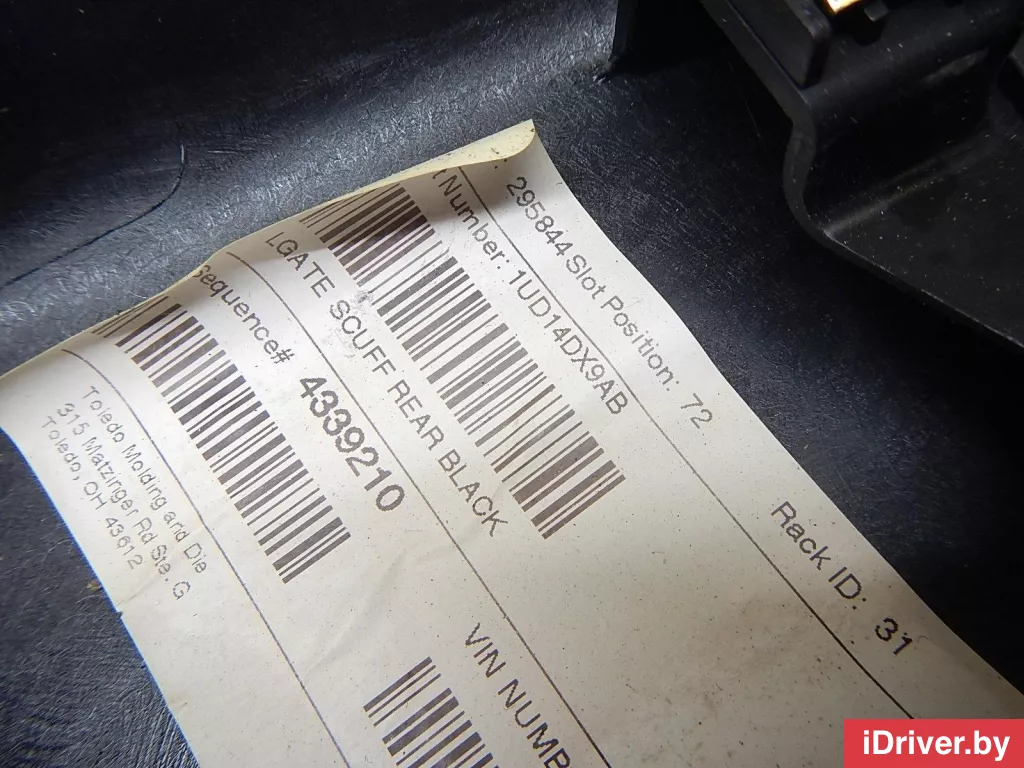 295844 Slot Position: 72
Rack ID: 31
Number: 1UD14DX9AB
LGATE SCUFF REAR BLACK
Sequence# 4339210
VIN NUMB
Toledo Molding and Die
315 Matzinger Rd Ste. G
Toledo, OH 43612
iDriver.by